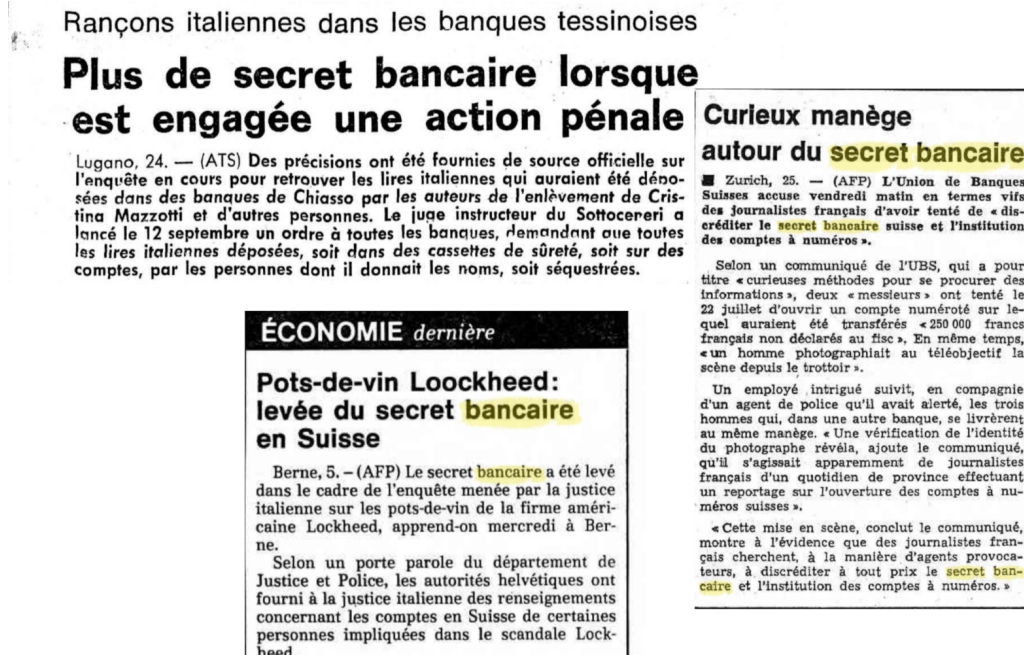 Rançons italiennes dans les banques tessinoises
Plus de secret bancaire lorsque
est engagée une action pénale
Lugano, 24. — (ATS) Des précisions ont été fournies de source officielle sur
l'enquête en cours pour retrouver les lires italiennes qui auraient été dépo-
sées dans des banques de Chiasso par les auteurs de l'enlèvement de Cris-
tina Mazzotti et d'autres personnes. Le juge instructeur du Sottoceneri a
lancé le 12 septembre un ordre à toutes les banques, demandant que toutes
les lires italiennes déposées, soit dans des cassettes de sûreté, soit sur des
comptes, par les personnes dont il donnait les noms, soit séquestrées.
ÉCONOMIE dernière
Pots-de-vin Loockheed:
levée du secret bancaire
en Suisse
Berne, 5. – (AFP) Le secret bancaire a été levé
dans le cadre de l'enquête menée par la justice
italienne sur les pots-de-vin de la firme améri-
caine Lockheed, apprend-on mercredi à Ber-
ne.
Selon un porte parole du département de
Justice et Police, les autorités helvétiques ont
fourni à la justice italienne des renseignements
concernant les comptes en Suisse de certaines
personnes impliquées dans le scandale Lock-
heed.
Curieux manège
autour du secret bancaire
■ Zurich, 25. — (AFP) L'Union de Banques
Suisses accuse vendredi matin en termes vifs
des journalistes français d'avoir tenté de « dis-
créditer le secret bancaire suisse et l'institution
des comptes à numéros ».
Selon un communiqué de l'UBS, qui a pour
titre « curieuses méthodes pour se procurer des
informations », deux « messieurs » ont tenté le
22 juillet d'ouvrir un compte numéroté sur le-
quel auraient été transférés « 250 000 francs
français non déclarés au fisc ». En même temps,
« un homme photographiait au téléobjectif la
scène depuis le trottoir ».
Un employé intrigué suivit, en compagnie
d'un agent de police qu'il avait alerté, les trois
hommes qui, dans une autre banque, se livrèrent
au même manège. « Une vérification de l'identité
du photographe révéla, ajoute le communiqué,
qu'il s'agissait apparemment de journalistes
français d'un quotidien de province effectuant
un reportage sur l'ouverture des comptes à nu-
méros suisses ».
« Cette mise en scène, conclut le communiqué,
montre à l'évidence que des journalistes fran-
çais cherchent, à la manière d'agents provoca-
teurs, à discréditer à tout prix le secret ban-
caire et l'institution des comptes à numéros. »